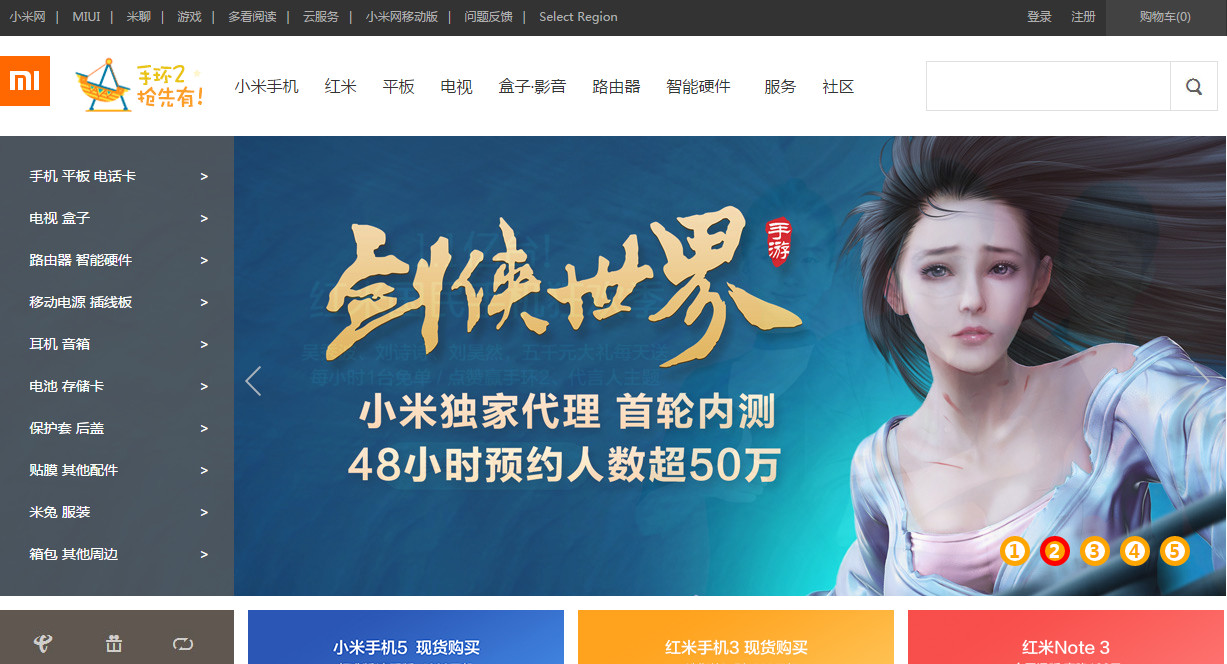 小米网 | MIUI | 米聊 | 游戏 | 多看阅读 | 云服务 | 小米网移动版 | 问题反馈 | Select Region 登录 注册 购物车(0)
mi 手环2 抢先有! 小米手机 红米 平板 电视 盒子·影音 路由器 智能硬件 服务 社区
手机 平板 电话卡 >
电视 盒子 >
路由器 智能硬件 >
移动电源 插线板 >
耳机 音箱 >
电池 存储卡 >
保护套 后盖 >
贴膜 其他配件 >
米兔 服装 >
箱包 其他周边 >
剑侠世界 手游
小米独家代理 首轮内测
48小时预约人数超50万
1 2 3 4 5
小米手机5 现货购买 红米手机3 现货购买 红米Note 3